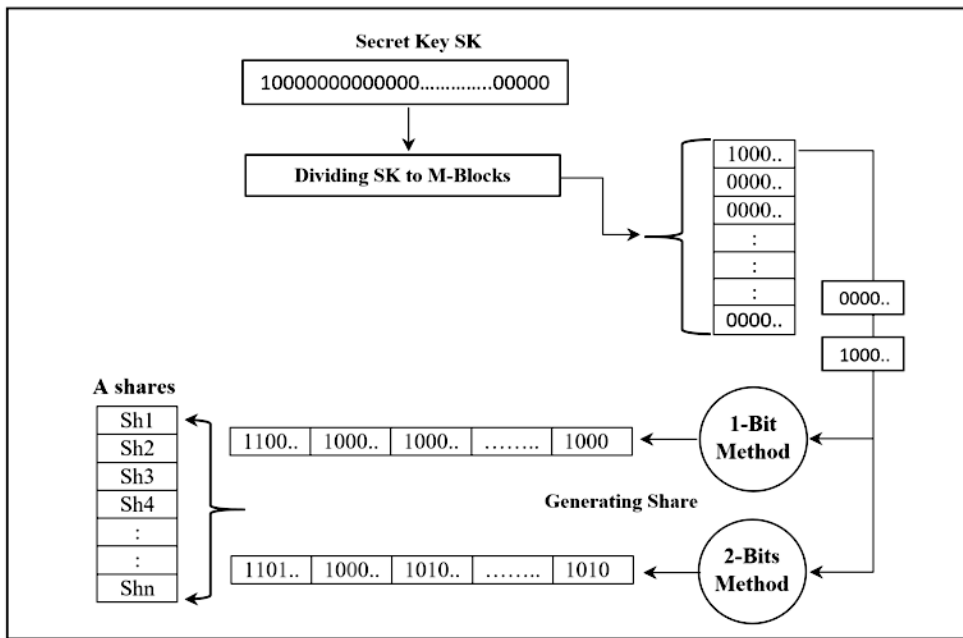 Secret Key SK
10000000000000…………..00000
Dividing SK to M-Blocks
1000..
0000..
0000..
:
:
:
0000..
0000..
1000..
A shares
Sh1
Sh2
Sh3
Sh4
:
:
Shn
1100.. 1000.. 1000.. …….. 1000
1-Bit
Method
Generating Share
1101.. 1000.. 1010.. …….. 1010
2-Bits
Method